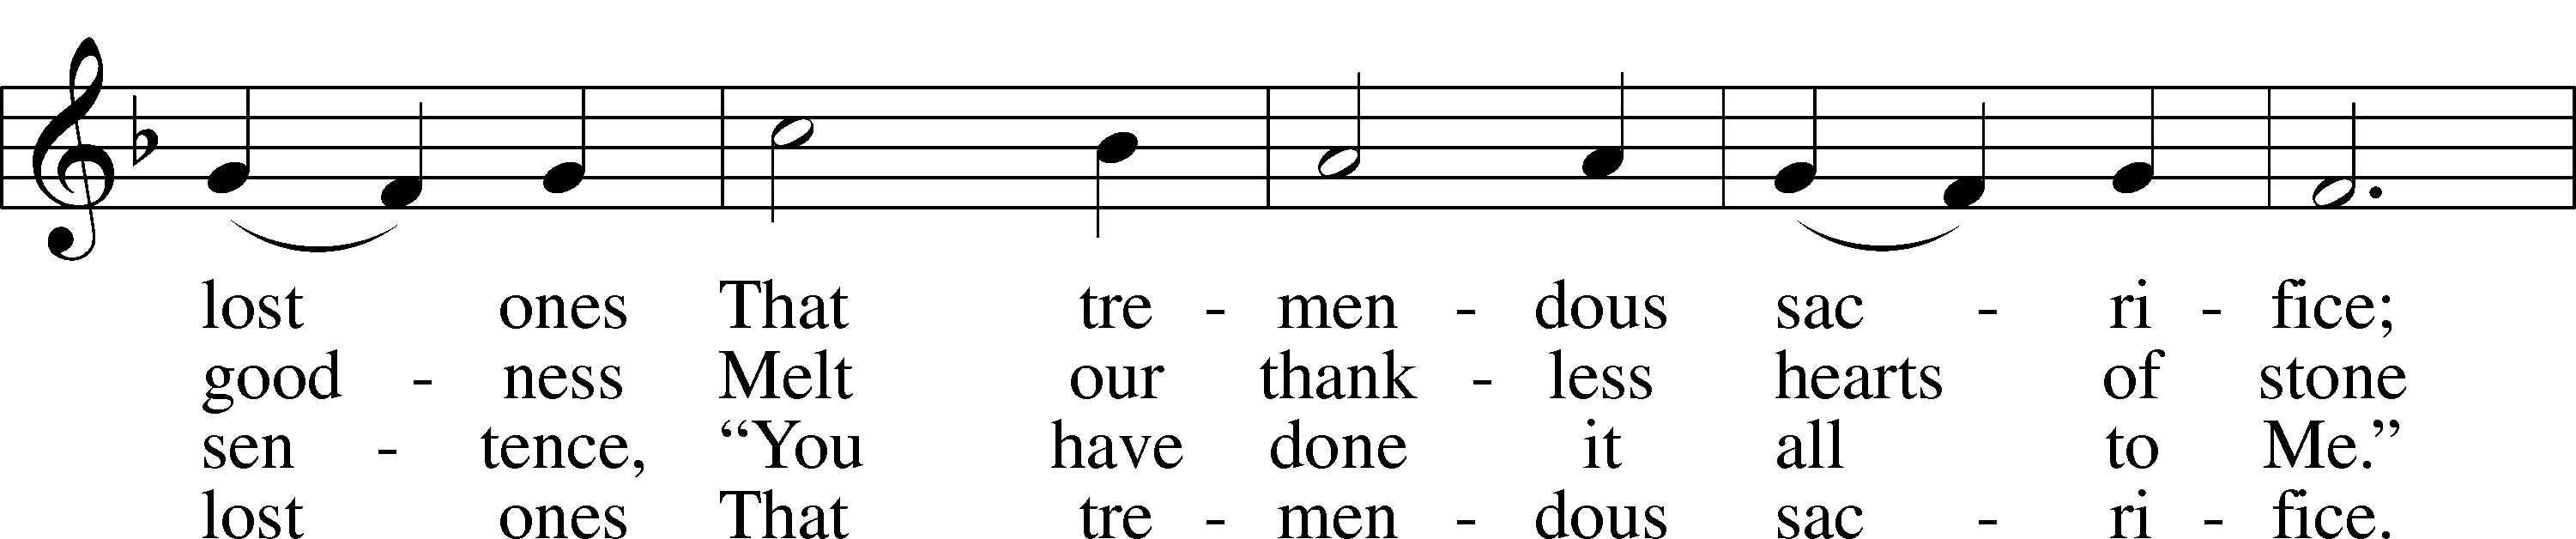 lost ones That tre - men - dous sac - ri - fice;
good - ness Melt our thank - less hearts of stone
sen - tence, “You have done it all to Me.”
lost ones That tre - men - dous sac - ri - fice.